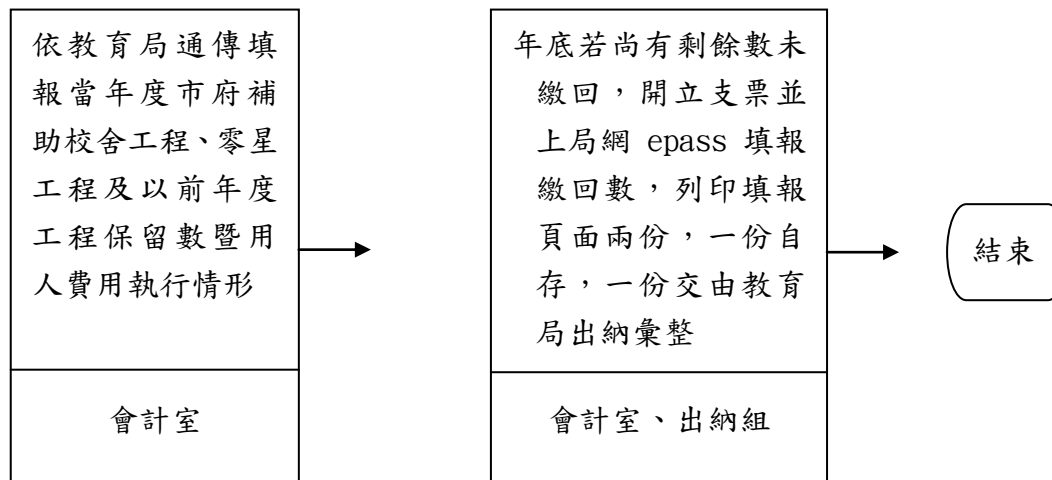 依教育局通傳填
報當年度市府補
助校舍工程、零星
工程及以前年度
工程保留數暨用
人費用執行情形
會計室
年底若尚有剩餘數未
繳回，開立支票並
上局網 epass 填報
繳回數，列印填報
頁面兩份，一份自
存，一份交由教育
局出納彙整
會計室、出納組
結束